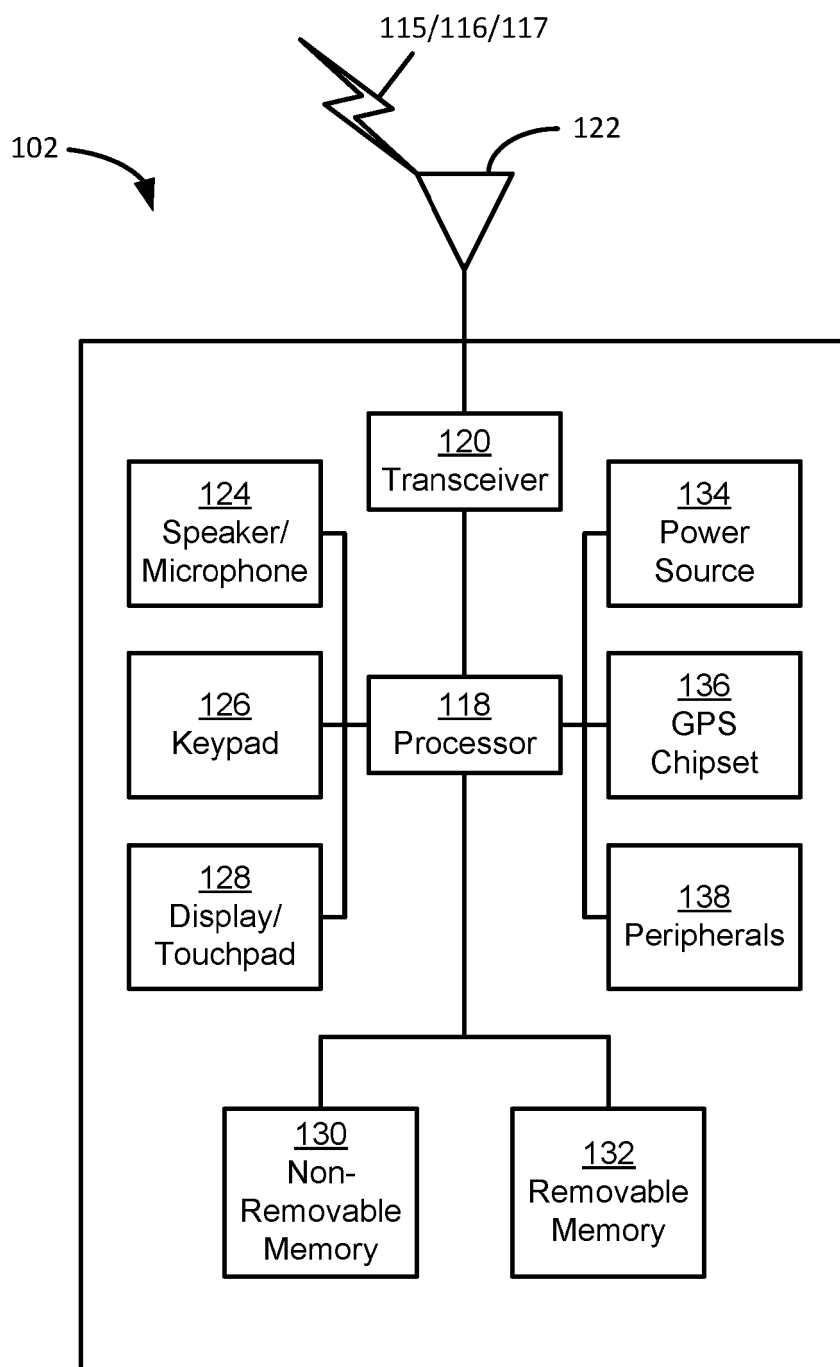 115/116/117
122
102
120
Transceiver
124
Speaker/
Microphone
134
Power
Source
126
Keypad
118
Processor
136
GPS
Chipset
128
Display/
Touchpad
138
Peripherals
130
Non-
Removable
Memory
132
Removable
Memory